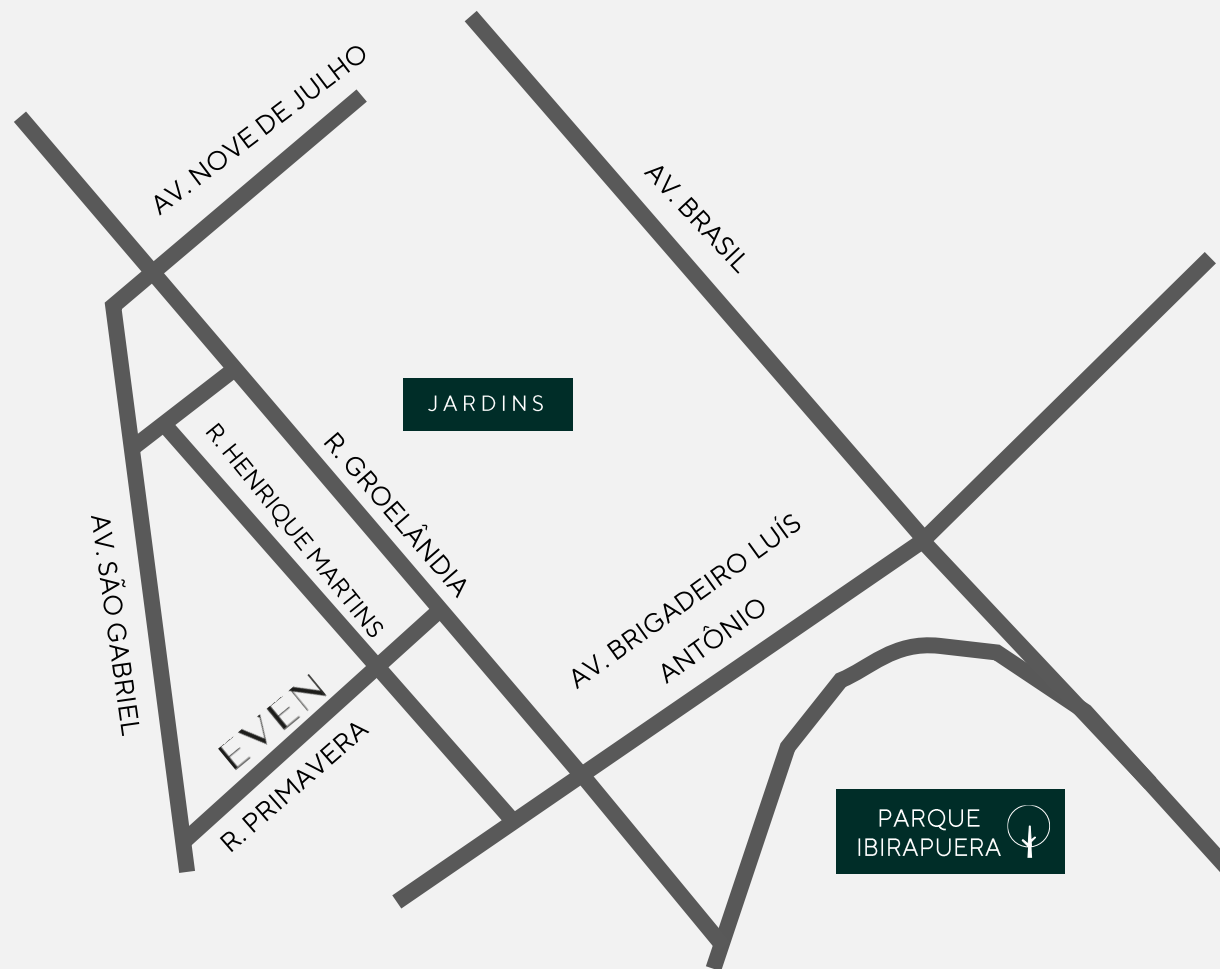 AV. NOVE DE JULHO
AV. BRASIL
JARDINS
R. GROELÂNDIA
R. HENRIQUE MARTINS
AV. SÃO GABRIEL
AV. BRIGADEIRO LUÍS
ANTÔNIO
EVEN
R. PRIMAVERA
PARQUE
IBIRAPUERA